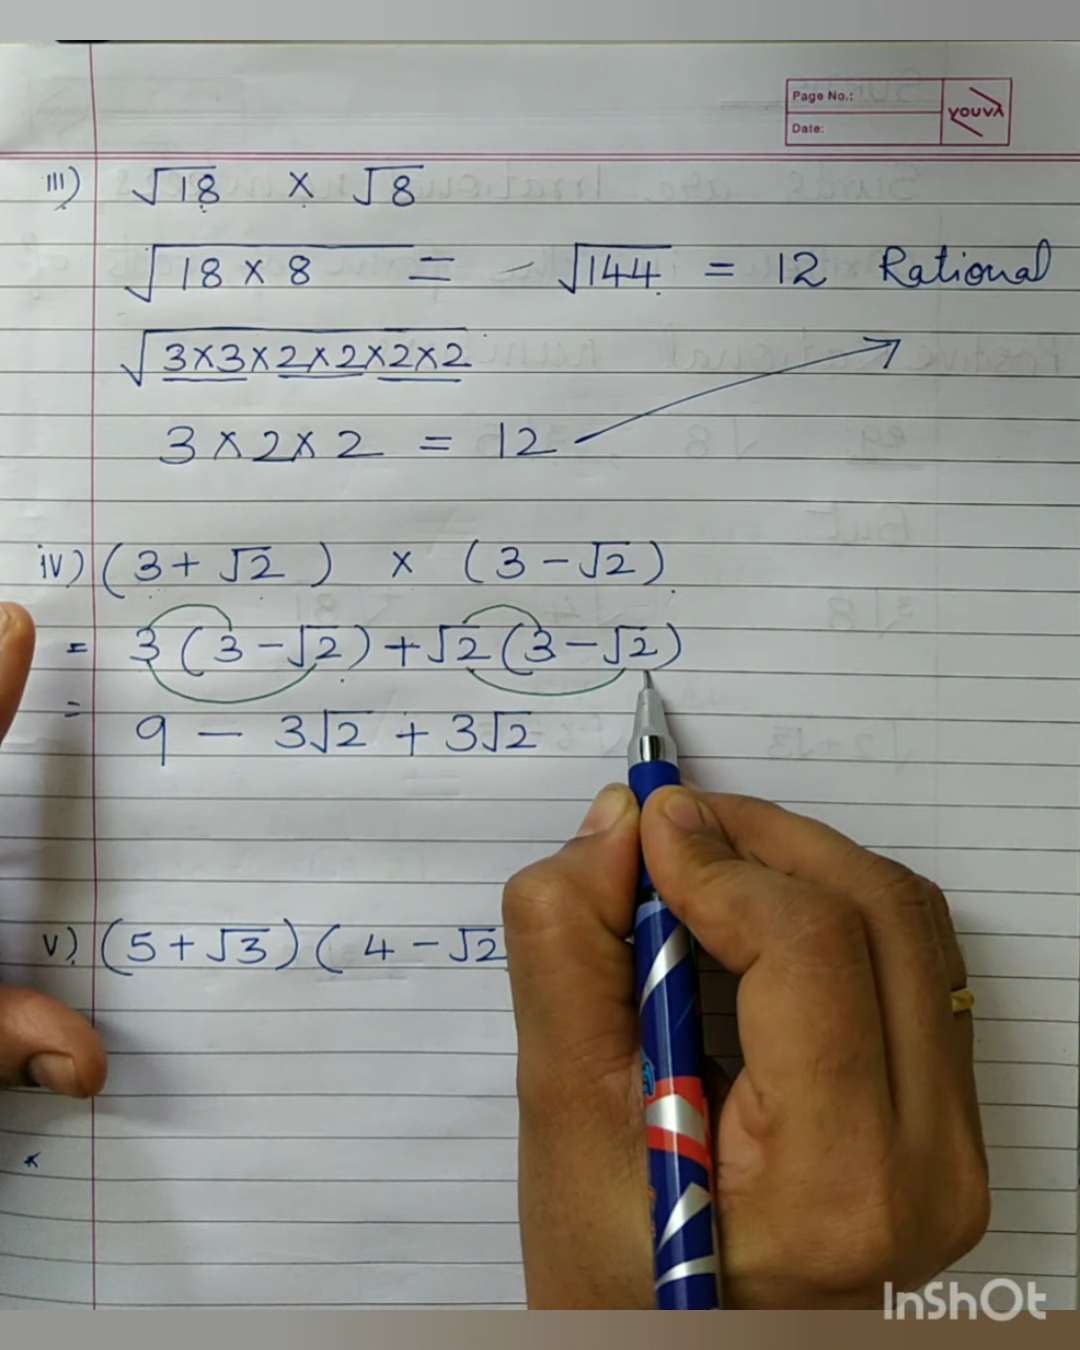 Page No.:
Date:
YOUVA
iii) √18 × √8
√18 × 8 = √144 = 12 Rational
√3×3×2×2×2×2
3 × 2 × 2 = 12
iv) (3 + √2) × (3 - √2)
= 3(3 - √2) + √2(3 - √2)
= 9 - 3√2 + 3√2
v) (5 + √3)(4 - √2
InShOt